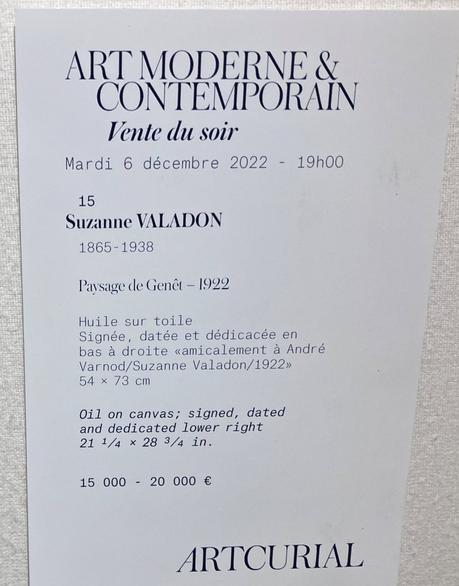 ART MODERNE &
CONTEMPORAIN
Vente du soir
Mardi 6 décembre 2022 - 19h00
15
Suzanne VALADON
1865-1938
Paysage de Genêt – 1922
Huile sur toile
Signée, datée et dédicacée en
bas à droite «amicalement à André
Varnod/Suzanne Valadon/1922»
54 × 73 cm
Oil on canvas; signed, dated
and dedicated lower right
21 1/4 × 28 3/4 in.
15 000 - 20 000 €
ARTCURIAL